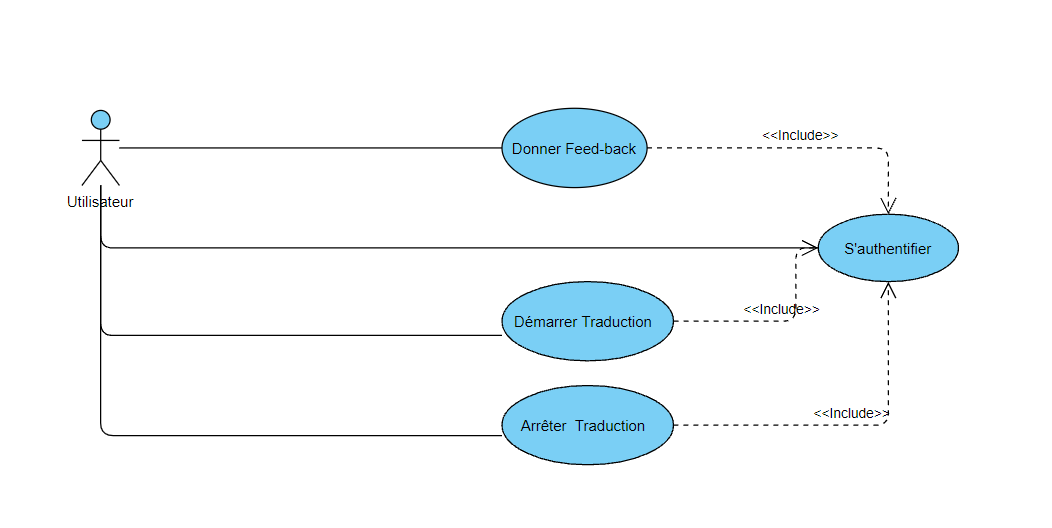 <<Include>>
Donner Feed-back
Utilisateur
S'authentifier
<<Include>>
Démarrer Traduction
<<Include>>
Arrêter  Traduction